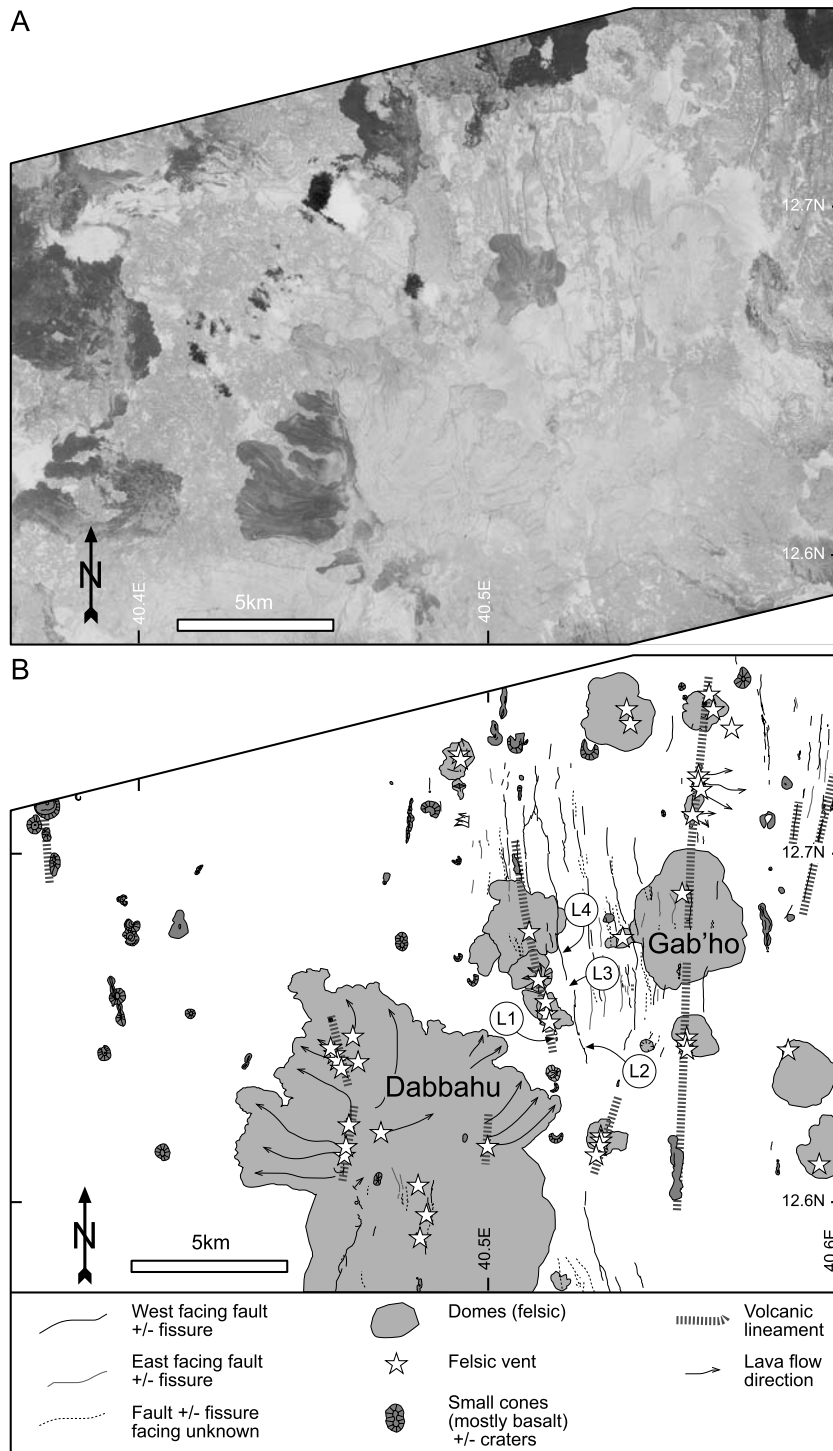 A
12.7N
12.6N
N
40.4E
40.5E
5km
B
12.7N
L4
Gab'ho
L3
L1
L2
Dabbahu
12.6N
N
5km
40.5E
40.6E
West facing fault
+/- fissure
East facing fault
+/- fissure
Fault +/- fissure
facing unknown
Domes (felsic)
Felsic vent
Small cones
(mostly basalt)
+/- craters
Volcanic
lineament
Lava flow
direction